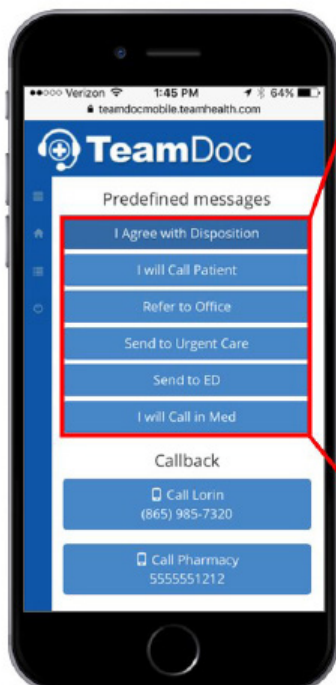 ●●○○○ Verizon 1:45 PM 64%
teamdocmobile.teamhealth.com
TeamDoc
Predefined messages
I Agree with Disposition
I will Call Patient
Refer to Office
Send to Urgent Care
Send to ED
I will Call in Med
Callback
Call Lorin
(865) 985-7320
Call Pharmacy
5555551212